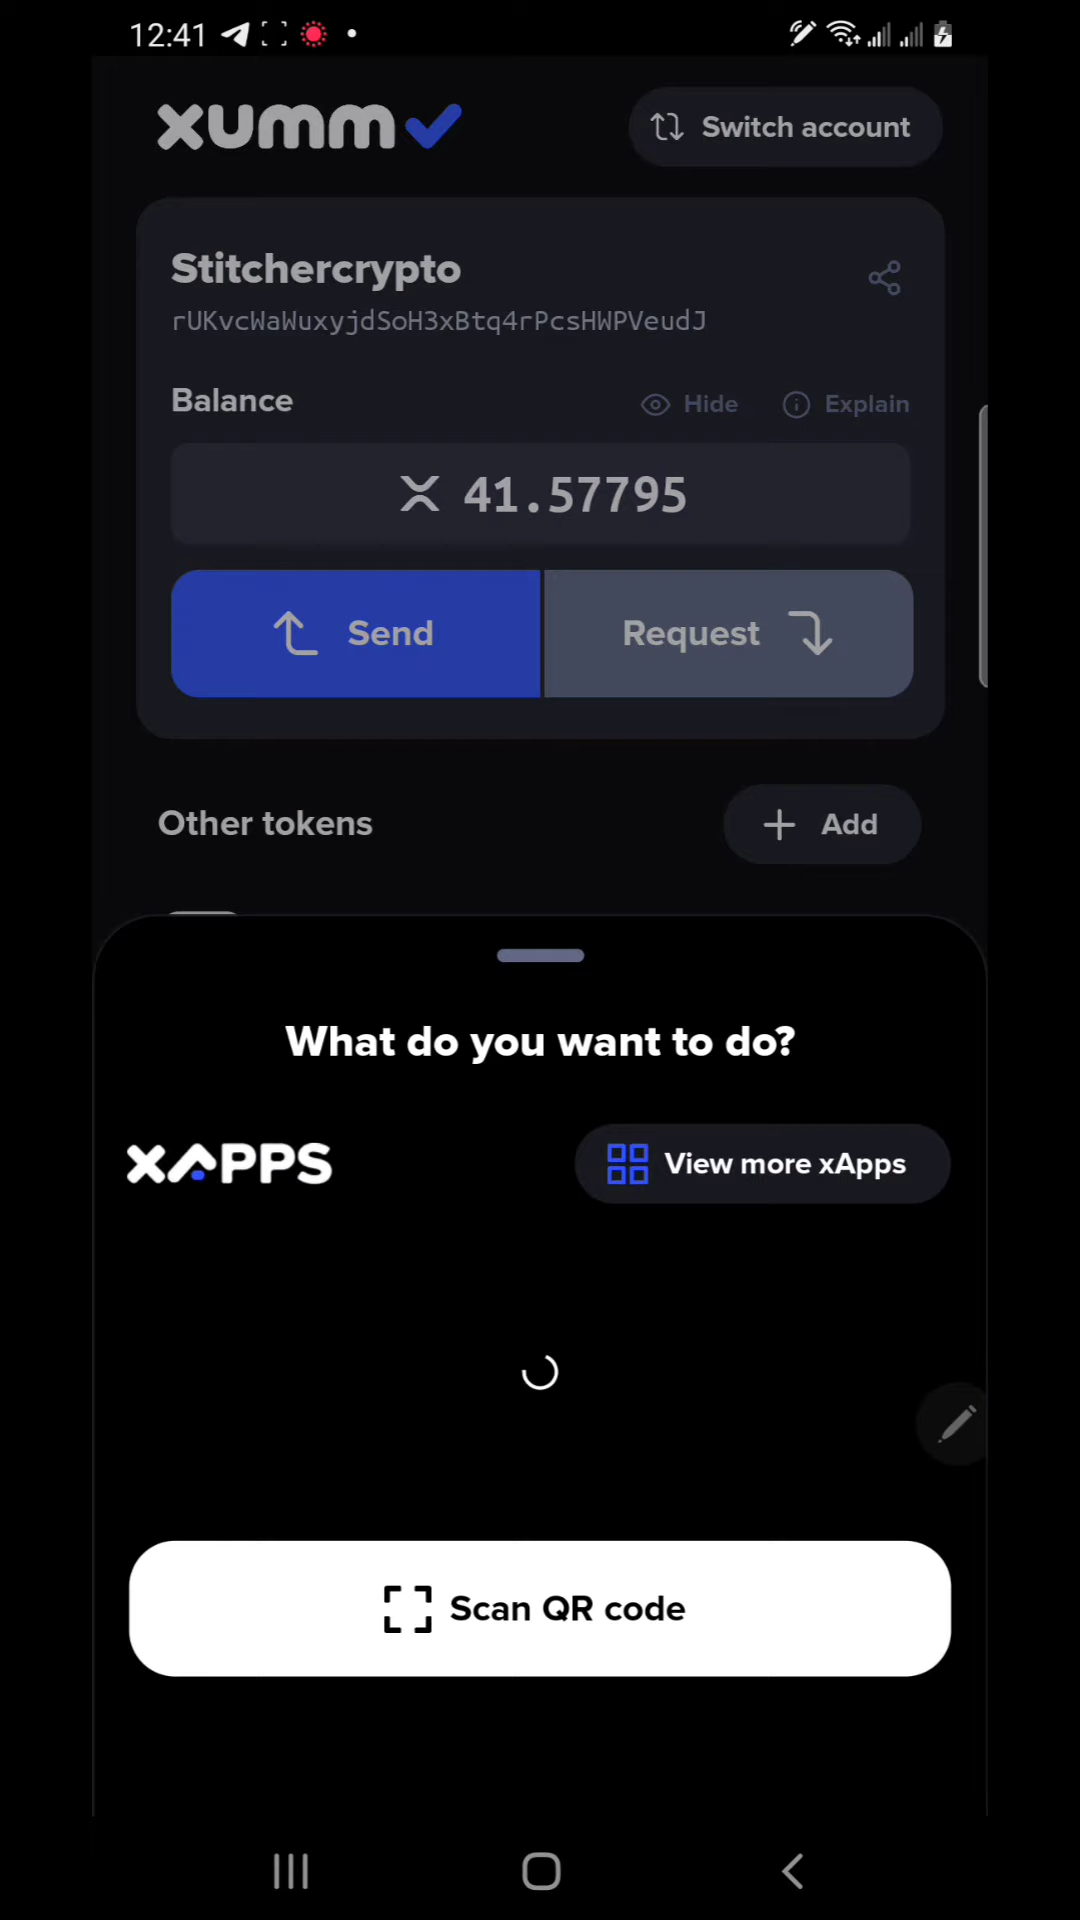 12:41
xumm
Switch account
Stitchercrypto
rUKvcWaWuxyjdSoH3xBtq4rPcsHWPVeudJ
Balance
Hide
Explain
41.57795
Send
Request
Other tokens
Add
What do you want to do?
xAPPS
View more xApps
Scan QR code